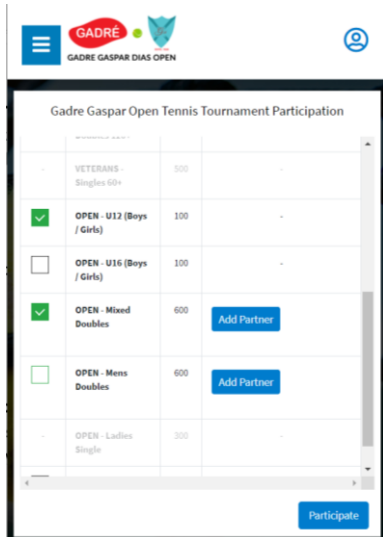 GADRÉ
GADRE GASPAR DIAS OPEN
Gadre Gaspar Open Tennis Tournament Participation
- VETERANS - 500 -
Singles 60+
OPEN - U12 (Boys 100 -
/ Girls)
OPEN - U16 (Boys 100 -
/ Girls)
OPEN - Mixed 600 Add Partner
Doubles
OPEN - Mens 600 Add Partner
Doubles
- OPEN - Ladies 300 -
Single
Participate